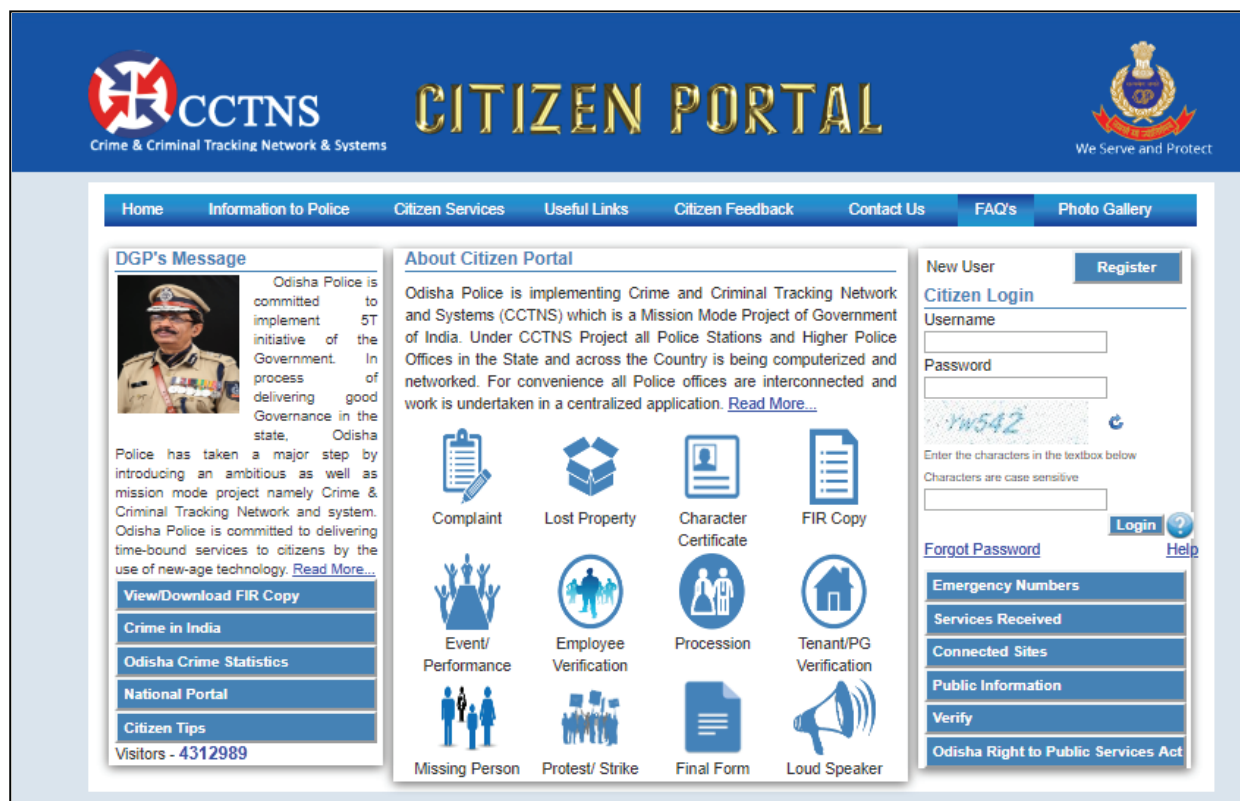 CCTNS
Crime & Criminal Tracking Network & Systems
CITIZEN PORTAL
We Serve and Protect
Home Information to Police Citizen Services Useful Links Citizen Feedback Contact Us FAQ's Photo Gallery
DGP's Message
Odisha Police is
committed to
implement 5T
initiative of the
Government. In
process of
delivering good
Governance in the
state, Odisha
Police has taken a major step by
introducing an ambitious as well as
mission mode project namely Crime &
Criminal Tracking Network and system.
Odisha Police is committed to delivering
time-bound services to citizens by the
use of new-age technology. Read More...
View/Download FIR Copy
Crime in India
Odisha Crime Statistics
National Portal
Citizen Tips
Visitors - 4312989
About Citizen Portal
Odisha Police is implementing Crime and Criminal Tracking Network
and Systems (CCTNS) which is a Mission Mode Project of Government
of India. Under CCTNS Project all Police Stations and Higher Police
Offices in the State and across the Country is being computerized and
networked. For convenience all Police offices are interconnected and
work is undertaken in a centralized application. Read More...
Complaint Lost Property Character FIR Copy
Certificate
Event/ Employee Procession Tenant/PG
Performance Verification Verification
Missing Person Protest/ Strike Final Form Loud Speaker
New User Register
Citizen Login
Username
Password
Yw542
Enter the characters in the textbox below
Characters are case sensitive
Login ?
Forgot Password Help
Emergency Numbers
Services Received
Connected Sites
Public Information
Verify
Odisha Right to Public Services Act